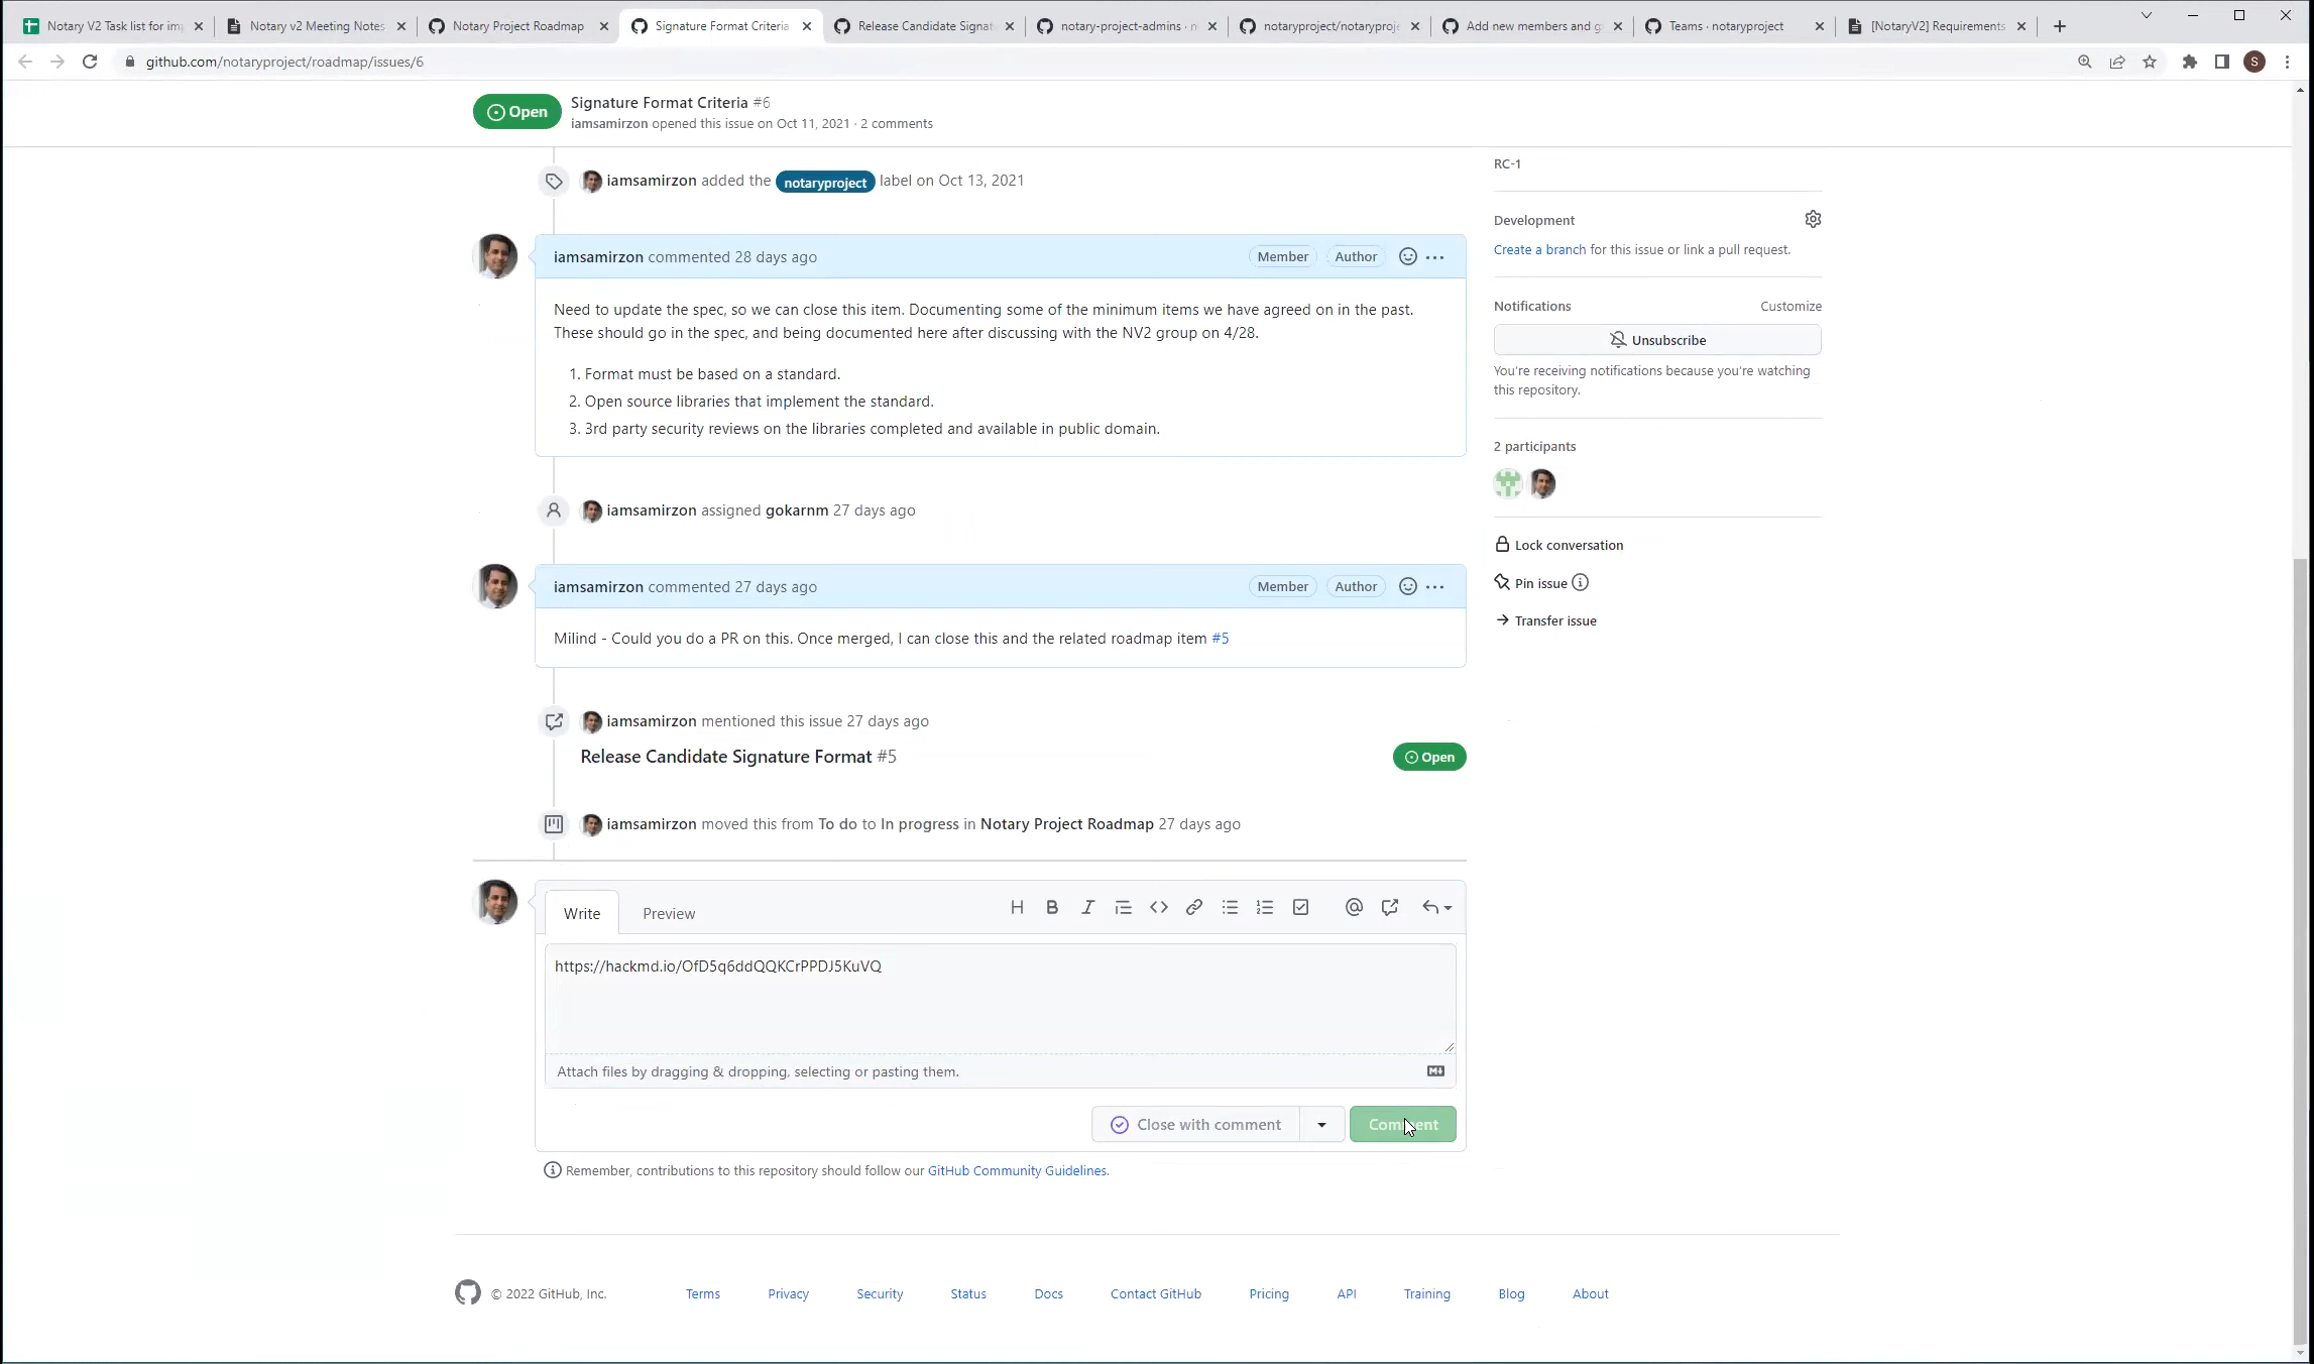 Notary V2 Task list for im
Notary v2 Meeting Notes
Notary Project Roadmap
Signature Format Criteria
Release Candidate Signat
notary-project-admins · n
notaryproject/notaryproje
Add new members and g
Teams · notaryproject
[NotaryV2] Requirements
github.com/notaryproject/roadmap/issues/6
S
Open
Signature Format Criteria #6
iamsamirzon opened this issue on Oct 11, 2021 · 2 comments
iamsamirzon added the notaryproject label on Oct 13, 2021
iamsamirzon commented 28 days ago
Member Author
Need to update the spec, so we can close this item. Documenting some of the minimum items we have agreed on in the past.
These should go in the spec, and being documented here after discussing with the NV2 group on 4/28.
1. Format must be based on a standard.
2. Open source libraries that implement the standard.
3. 3rd party security reviews on the libraries completed and available in public domain.
iamsamirzon assigned gokarnm 27 days ago
iamsamirzon commented 27 days ago
Member Author
Milind - Could you do a PR on this. Once merged, I can close this and the related roadmap item #5
iamsamirzon mentioned this issue 27 days ago
Release Candidate Signature Format #5
Open
iamsamirzon moved this from To do to In progress in Notary Project Roadmap 27 days ago
Write
Preview
https://hackmd.io/OfD5q6ddQQKCrPPDJ5KuVQ
Attach files by dragging & dropping, selecting or pasting them.
Close with comment
Comment
Remember, contributions to this repository should follow our GitHub Community Guidelines.
RC-1
Development
Create a branch for this issue or link a pull request.
Notifications
Customize
Unsubscribe
You're receiving notifications because you're watching
this repository.
2 participants
Lock conversation
Pin issue
Transfer issue
© 2022 GitHub, Inc.
Terms
Privacy
Security
Status
Docs
Contact GitHub
Pricing
API
Training
Blog
About